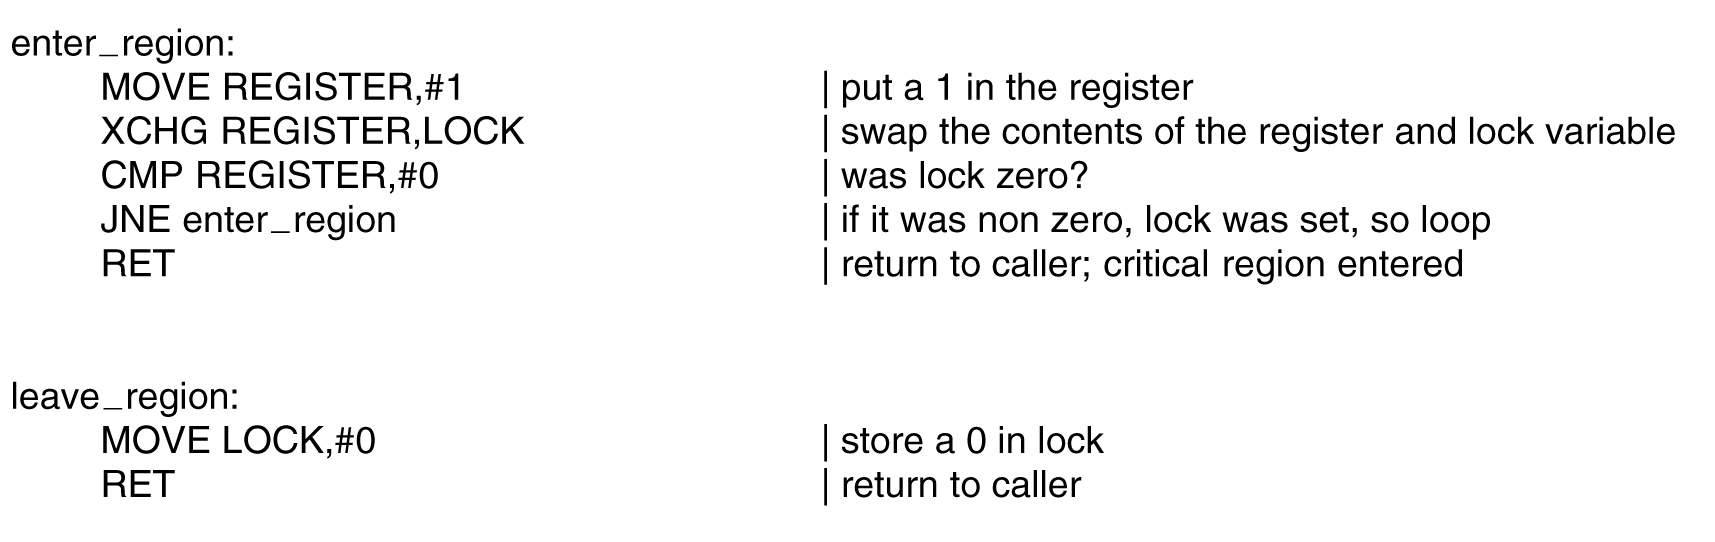 enter_region:
MOVE REGISTER,#1 | put a 1 in the register
XCHG REGISTER,LOCK | swap the contents of the register and lock variable
CMP REGISTER,#0 | was lock zero?
JNE enter_region | if it was non zero, lock was set, so loop
RET | return to caller; critical region entered
leave_region:
MOVE LOCK,#0 | store a 0 in lock
RET | return to caller